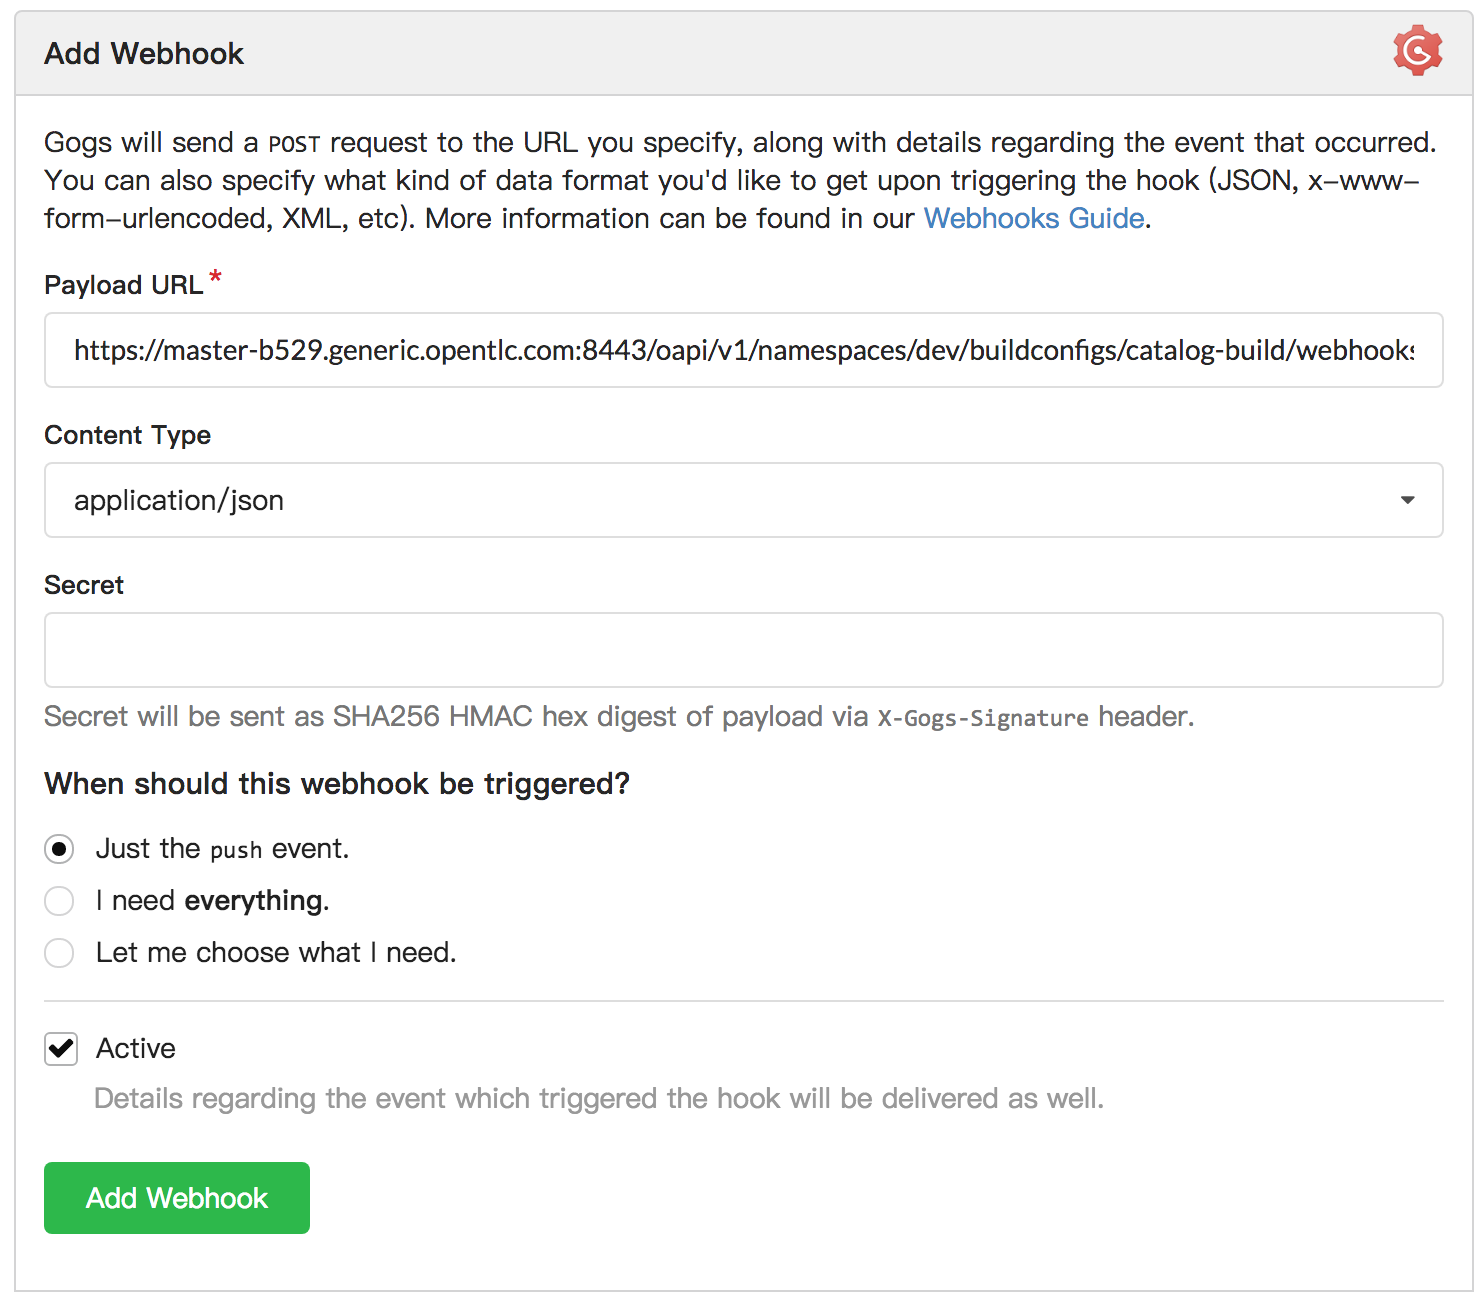 Add Webhook
Gogs will send a POST request to the URL you specify, along with details regarding the event that occurred.
You can also specify what kind of data format you'd like to get upon triggering the hook (JSON, x-www-
form-urlencoded, XML, etc). More information can be found in our Webhooks Guide.
Payload URL *
https://master-b529.generic.opentlc.com:8443/oapi/v1/namespaces/dev/buildconfigs/catalog-build/webhooks
Content Type
application/json
Secret
Secret will be sent as SHA256 HMAC hex digest of payload via X-Gogs-Signature header.
When should this webhook be triggered?
Just the push event.
I need everything.
Let me choose what I need.
Active
Details regarding the event which triggered the hook will be delivered as well.
Add Webhook